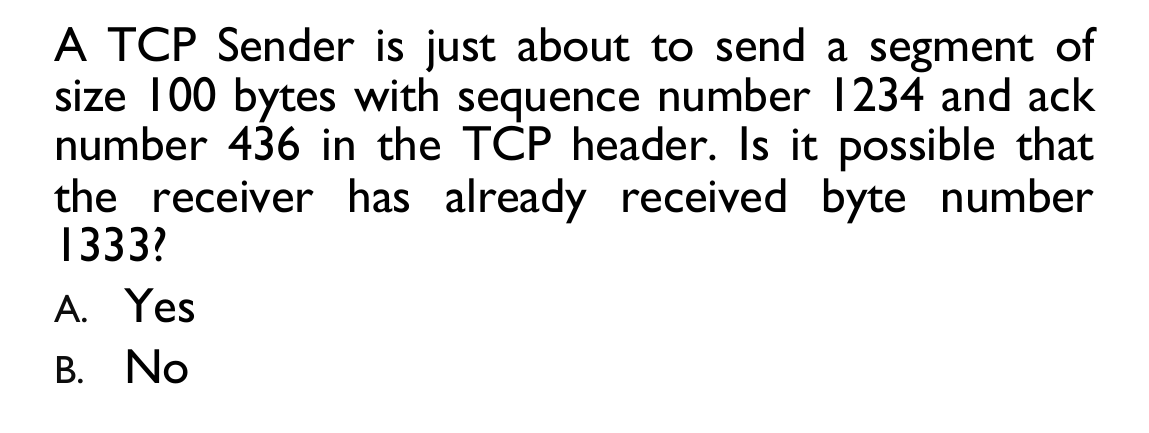 A TCP Sender is just about to send a segment of
size 100 bytes with sequence number 1234 and ack
number 436 in the TCP header. Is it possible that
the receiver has already received byte number
1333?
A. Yes
B. No